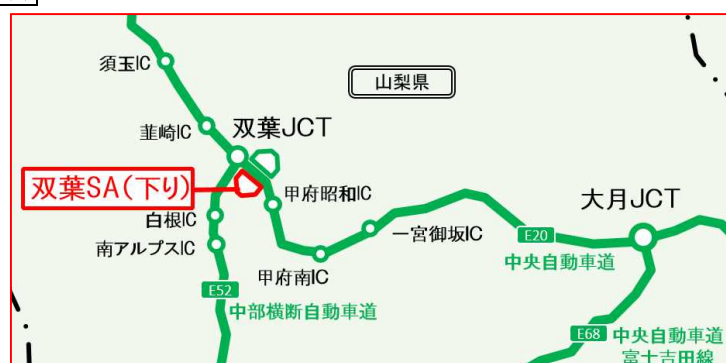 須玉IC
山梨県
韮崎IC
双葉JCT
双葉SA(下り)
甲府昭和IC
大月JCT
白根IC
一宮御坂IC
E20
南アルプスIC
中央自動車道
甲府南IC
E52
中部横断自動車道
E68 中央自動車道
富士吉田線